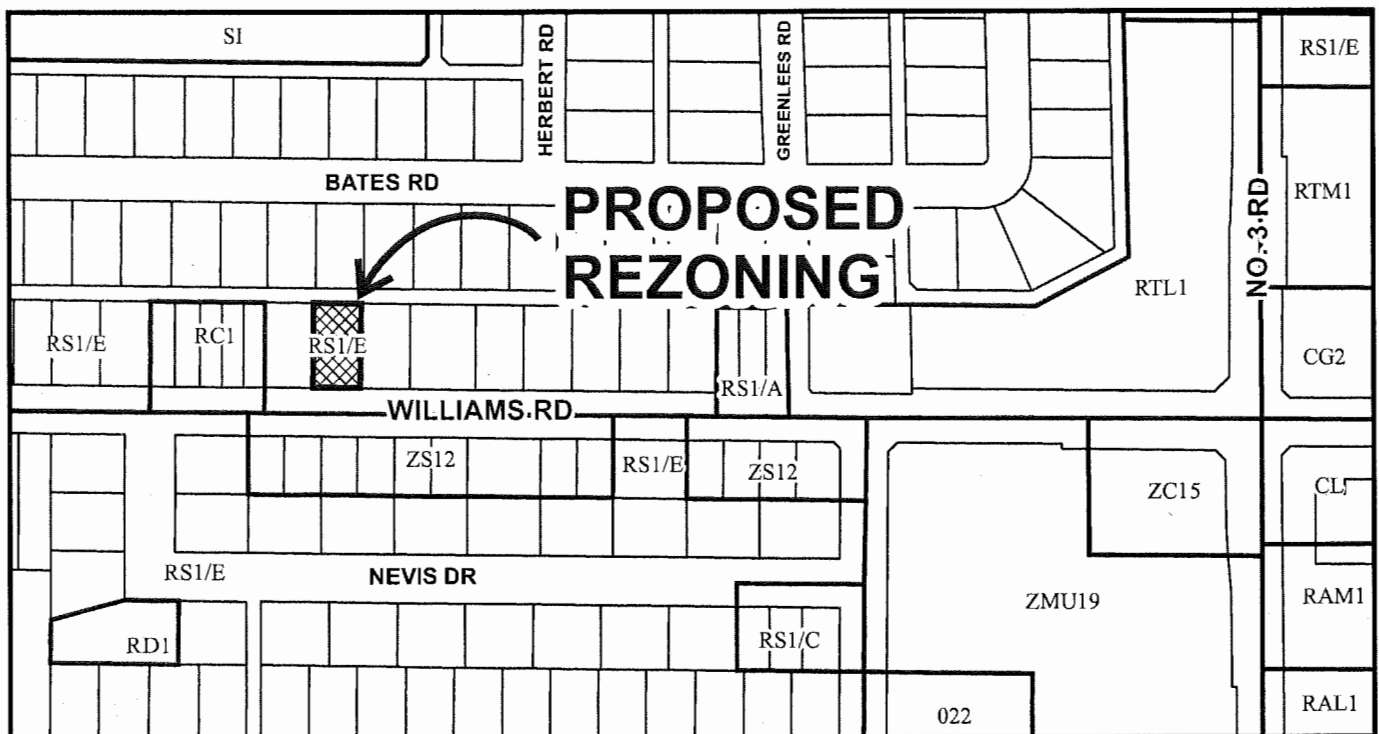 SI
HERBERT RD
GREENLEES RD
RS1/E
BATES RD
PROPOSED
REZONING
NO. 3 RD
RTM1
RTL1
RS1/E
RC1
RS1/E
CG2
RS1/A
WILLIAMS RD
ZS12
RS1/E
ZS12
ZC15
CL
RS1/E
NEVIS DR
ZMU19
RAM1
RD1
RS1/C
022
RAL1